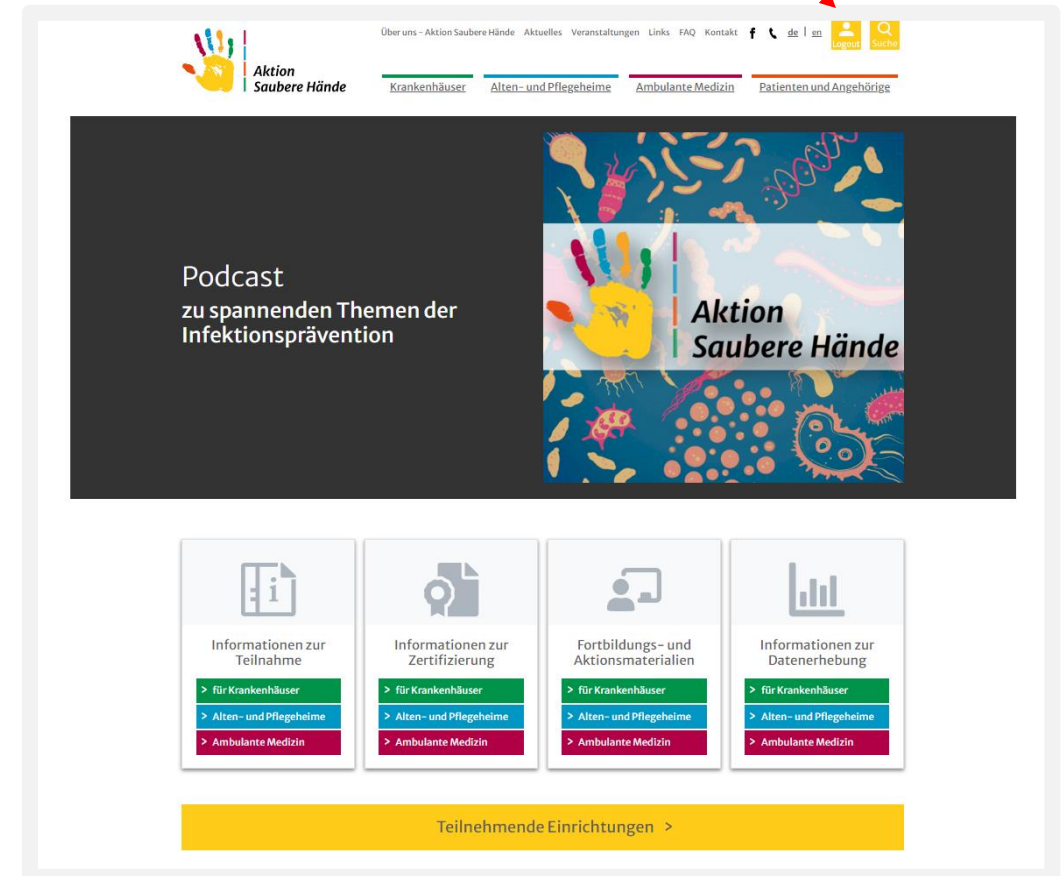 Über uns - Aktion Saubere Hände Aktuelles Veranstaltungen Links FAQ Kontakt f de | en Logout Suche
Aktion
Saubere Hände
Krankenhäuser Alten- und Pflegeheime Ambulante Medizin Patienten und Angehörige
Podcast
zu spannenden Themen der
Infektionsprävention
Aktion
Saubere Hände
Informationen zur
Teilnahme
> für Krankenhäuser
> Alten- und Pflegeheime
> Ambulante Medizin
Informationen zur
Zertifizierung
> für Krankenhäuser
> Alten- und Pflegeheime
> Ambulante Medizin
Fortbildungs- und
Aktionsmaterialien
> für Krankenhäuser
> Alten- und Pflegeheime
> Ambulante Medizin
Informationen zur
Datenerhebung
> für Krankenhäuser
> Alten- und Pflegeheime
> Ambulante Medizin
Teilnehmende Einrichtungen >